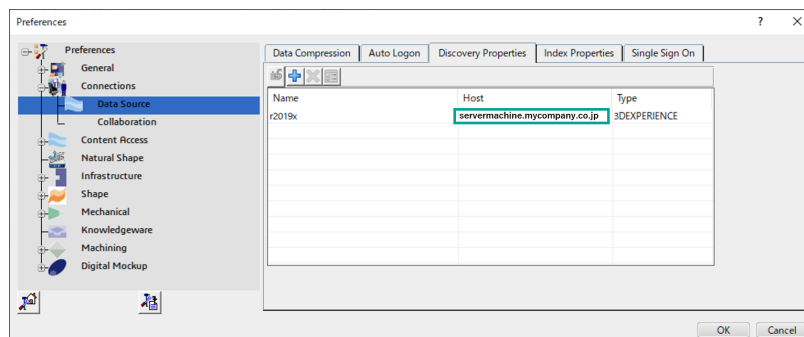 Preferences
? ×
Preferences
General
Connections
Data Source
Collaboration
Content Access
Natural Shape
Infrastructure
Shape
Mechanical
Knowledgeware
Machining
Digital Mockup
Data Compression Auto Logon Discovery Properties Index Properties Single Sign On
Name Host Type
r2019x servermachine.mycompany.co.jp 3DEXPERIENCE
OK Cancel